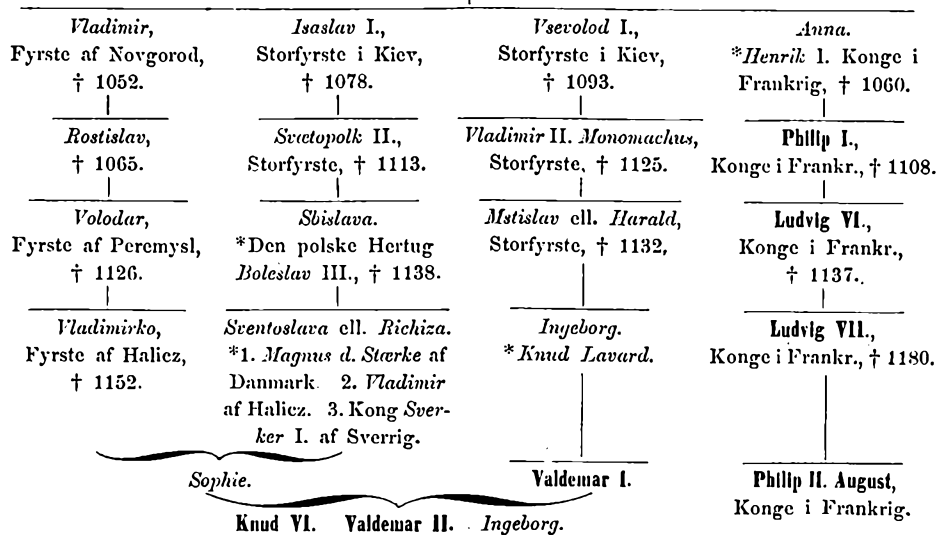 Vladimir,
Fyrste af Novgorod,
† 1052.
Rostislav,
† 1065.
Volodar,
Fyrste af Peremysl,
† 1126.
Vladimirko,
Fyrste af Halicz,
† 1152.
Isaslav I.,
Storfyrste i Kiev,
† 1078.
Svetopolk II.,
Storfyrste, † 1113.
Sbislava.
*Den polske Hertug
Boleslav III., † 1138.
Sventoslava ell. Richiza.
*1. Magnus d. Stærke af
Danmark 2. Vladimir
af Halicz. 3. Kong Sver-
ker I. af Sverrig.
Vsevolod I.,
Storfyrste i Kiev,
† 1093.
Vladimir II. Monomachus,
Storfyrste, † 1125.
Mstislav ell. Harald,
Storfyrste, † 1132,
Ingeborg.
*Knud Lavard.
Anna.
*Henrik I. Konge i
Frankrig, † 1060.
Philip I.,
Konge i Frankr., † 1108.
Ludvig VI.,
Konge i Frankr.,
† 1137.
Ludvig VII.,
Konge i Frankr., † 1180.
Sophie.
Valdemar I.
Philip II. August,
Konge i Frankrig.
Knud VI. Valdemar II. Ingeborg.